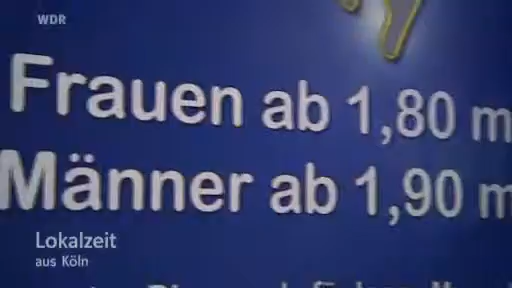 WDR
Frauen ab 1,80 m
Männer ab 1,90 m
Lokalzeit
aus Köln